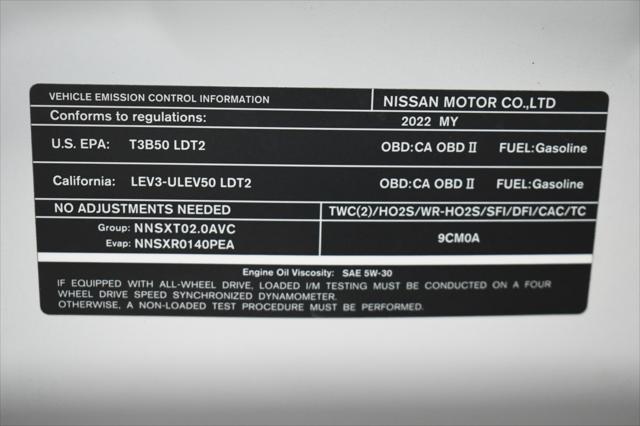 VEHICLE EMISSION CONTROL INFORMATION NISSAN MOTOR CO.,LTD
Conforms to regulations: 2022 MY
U.S. EPA: T3B50 LDT2 OBD:CA OBD II FUEL:Gasoline
California: LEV3-ULEV50 LDT2 OBD:CA OBD II FUEL:Gasoline
NO ADJUSTMENTS NEEDED TWC(2)/HO2S/WR-HO2S/SFI/DFI/CAC/TC
Group: NNSXT02.0AVC
Evap: NNSXR0140PEA
9CM0A
Engine Oil Viscosity: SAE 5W-30
IF EQUIPPED WITH ALL-WHEEL DRIVE, LOADED I/M TESTING MUST BE CONDUCTED ON A FOUR
WHEEL DRIVE SPEED SYNCHRONIZED DYNAMOMETER.
OTHERWISE, A NON-LOADED TEST PROCEDURE MUST BE PERFORMED.